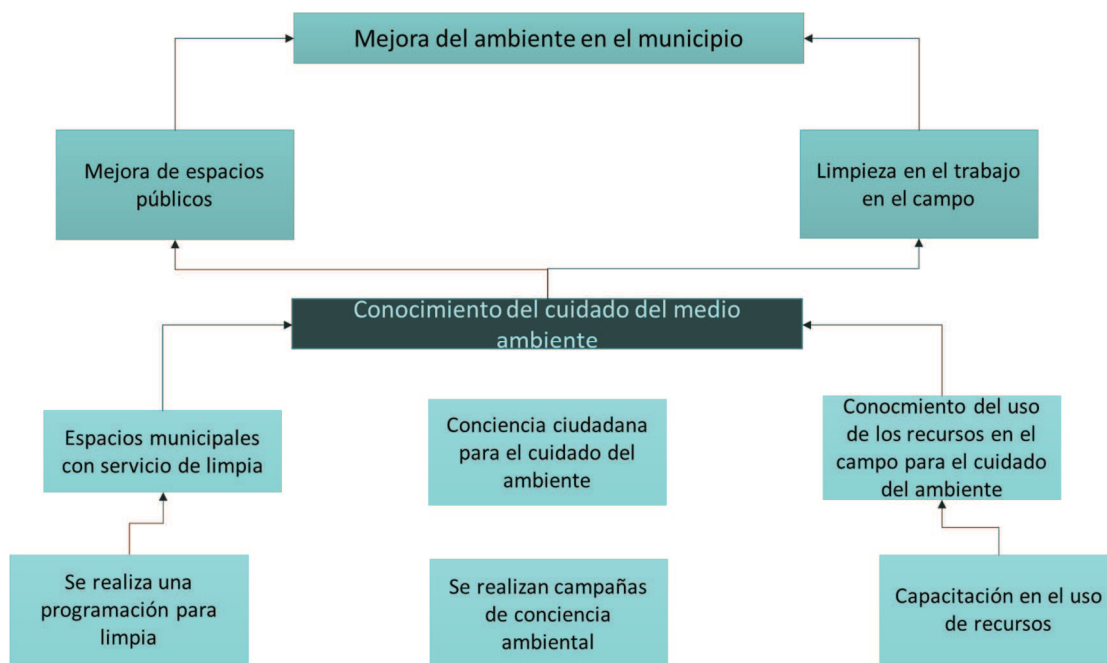 Mejora del ambiente en el municipio
Mejora de espacios
públicos
Limpieza en el trabajo
en el campo
Conocimiento del cuidado del medio
ambiente
Espacios municipales
con servicio de limpia
Conciencia ciudadana
para el cuidado del
ambiente
Conocmiento del uso
de los recursos en el
campo para el cuidado
del ambiente
Se realiza una
programación para
limpia
Se realizan campañas
de conciencia
ambiental
Capacitación en el uso
de recursos